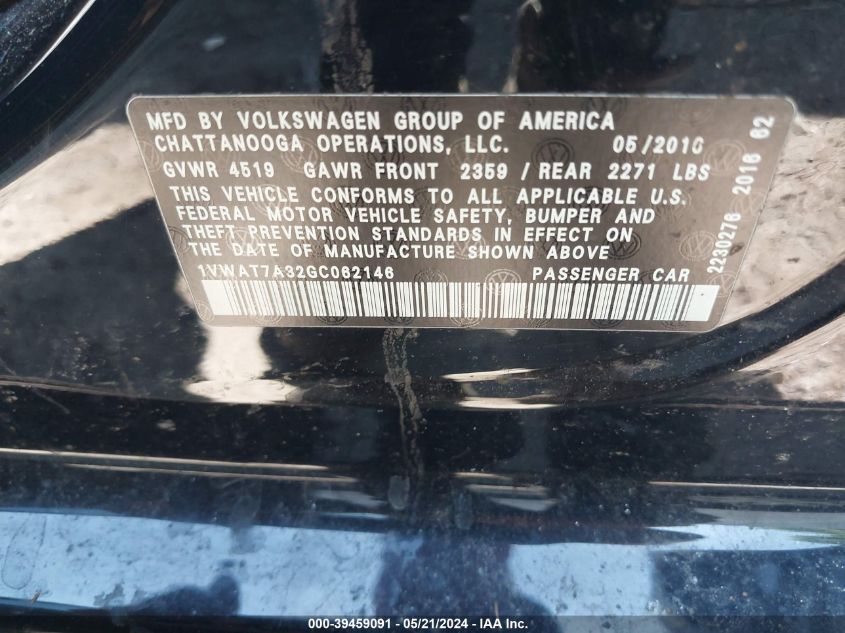 MFD BY VOLKSWAGEN GROUP OF AMERICA
CHATTANOOGA OPERATIONS, LLC. 05/2016
GVWR 4519 GAWR FRONT 2359 / REAR 2271 LBS
THIS VEHICLE CONFORMS TO ALL APPLICABLE U.S.
FEDERAL MOTOR VEHICLE SAFETY, BUMPER AND
THEFT PREVENTION STANDARDS IN EFFECT ON
THE DATE OF MANUFACTURE SHOWN ABOVE
1VWAT7A32GC062146 PASSENGER CAR
2230276 2016 62
000-39459091 - 05/21/2024 - IAA Inc.